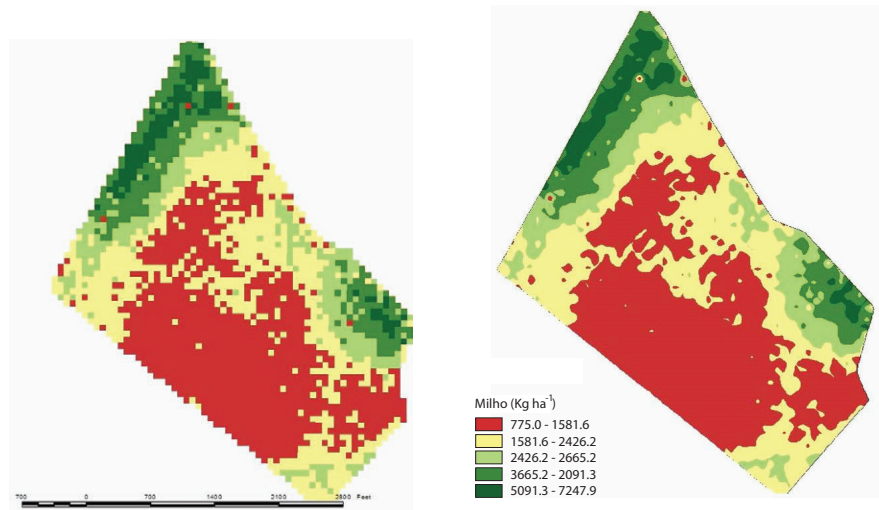 700 0 700 1400 2100 2800 Feet
Milho (Kg ha-1)
775.0 - 1581.6
1581.6 - 2426.2
2426.2 - 2665.2
3665.2 - 2091.3
5091.3 - 7247.9